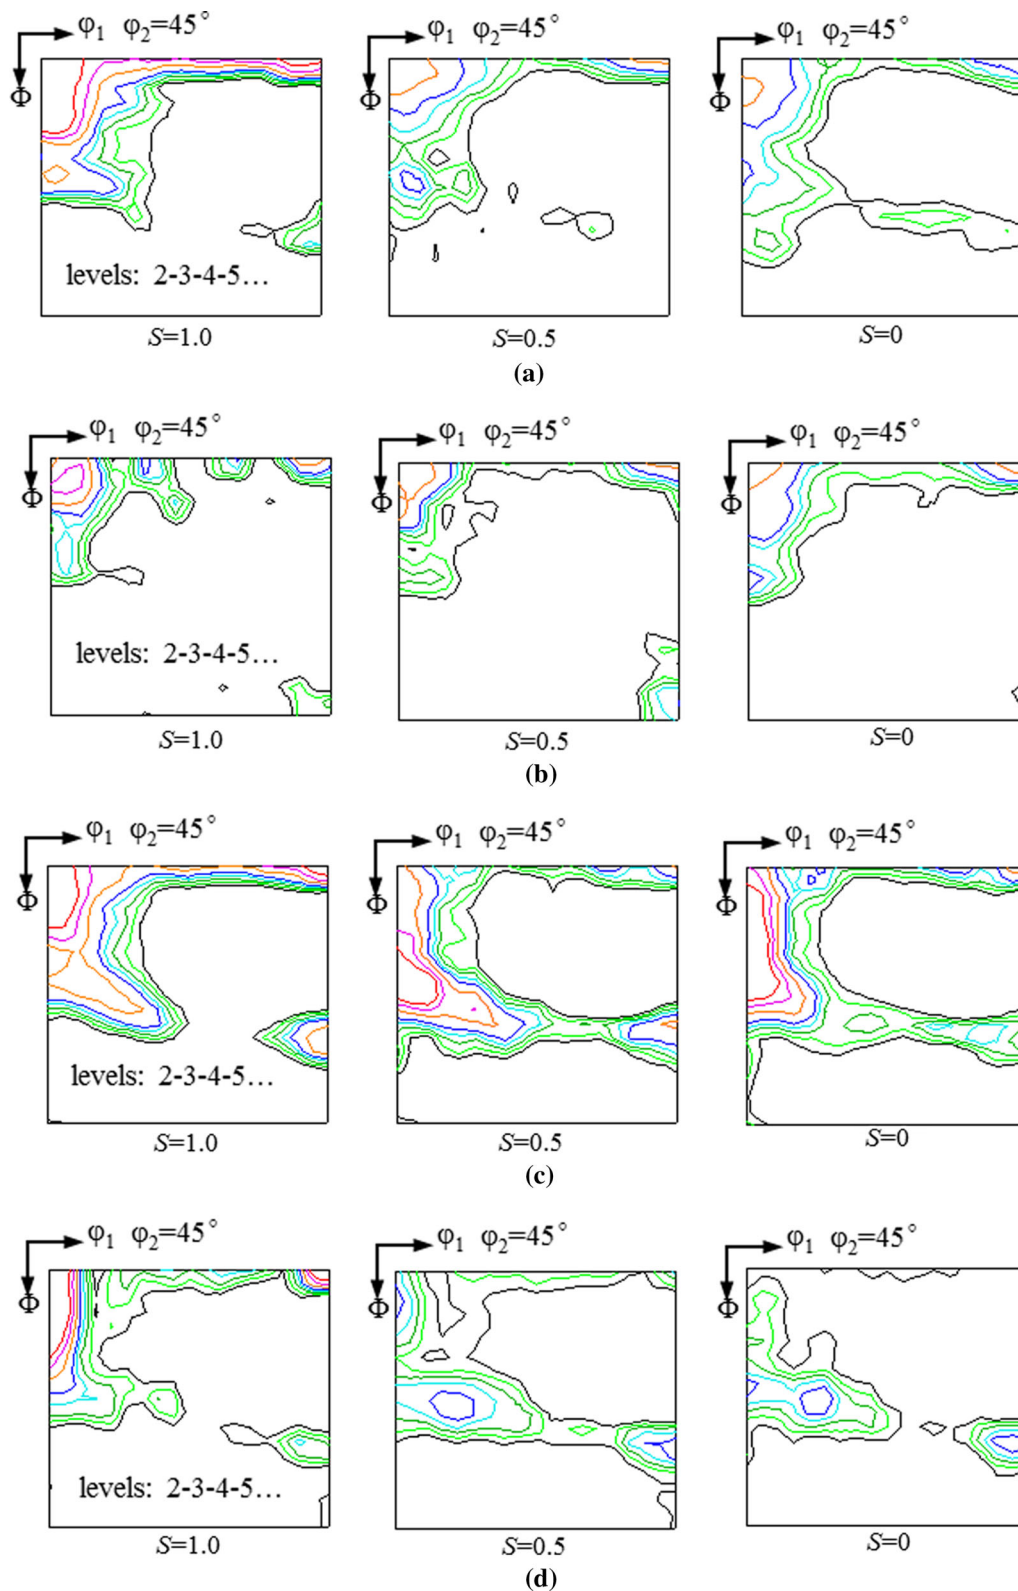 φ₁ φ₂=45° φ₁ φ₂=45° φ₁ φ₂=45°
Φ Φ Φ
levels: 2-3-4-5...
S=1.0 S=0.5 S=0
(a)
φ₁ φ₂=45° φ₁ φ₂=45° φ₁ φ₂=45°
Φ Φ Φ
levels: 2-3-4-5...
S=1.0 S=0.5 S=0
(b)
φ₁ φ₂=45° φ₁ φ₂=45° φ₁ φ₂=45°
Φ Φ Φ
levels: 2-3-4-5...
S=1.0 S=0.5 S=0
(c)
φ₁ φ₂=45° φ₁ φ₂=45° φ₁ φ₂=45°
Φ Φ Φ
levels: 2-3-4-5...
S=1.0 S=0.5 S=0
(d)